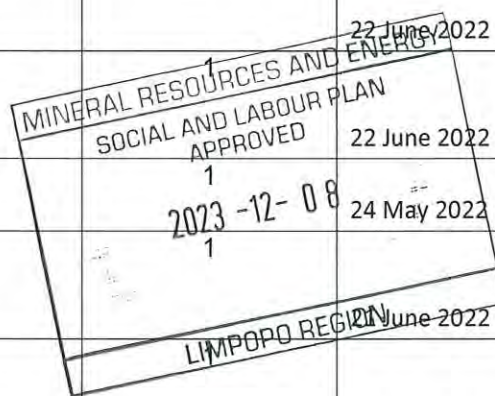 22 June 2022
1
MINERAL RESOURCES AND ENERGY
SOCIAL AND LABOUR PLAN
APPROVED
22 June 2022
1
2023 -12- 08
24 May 2022
1
June 2022
LIMPOPO REGION